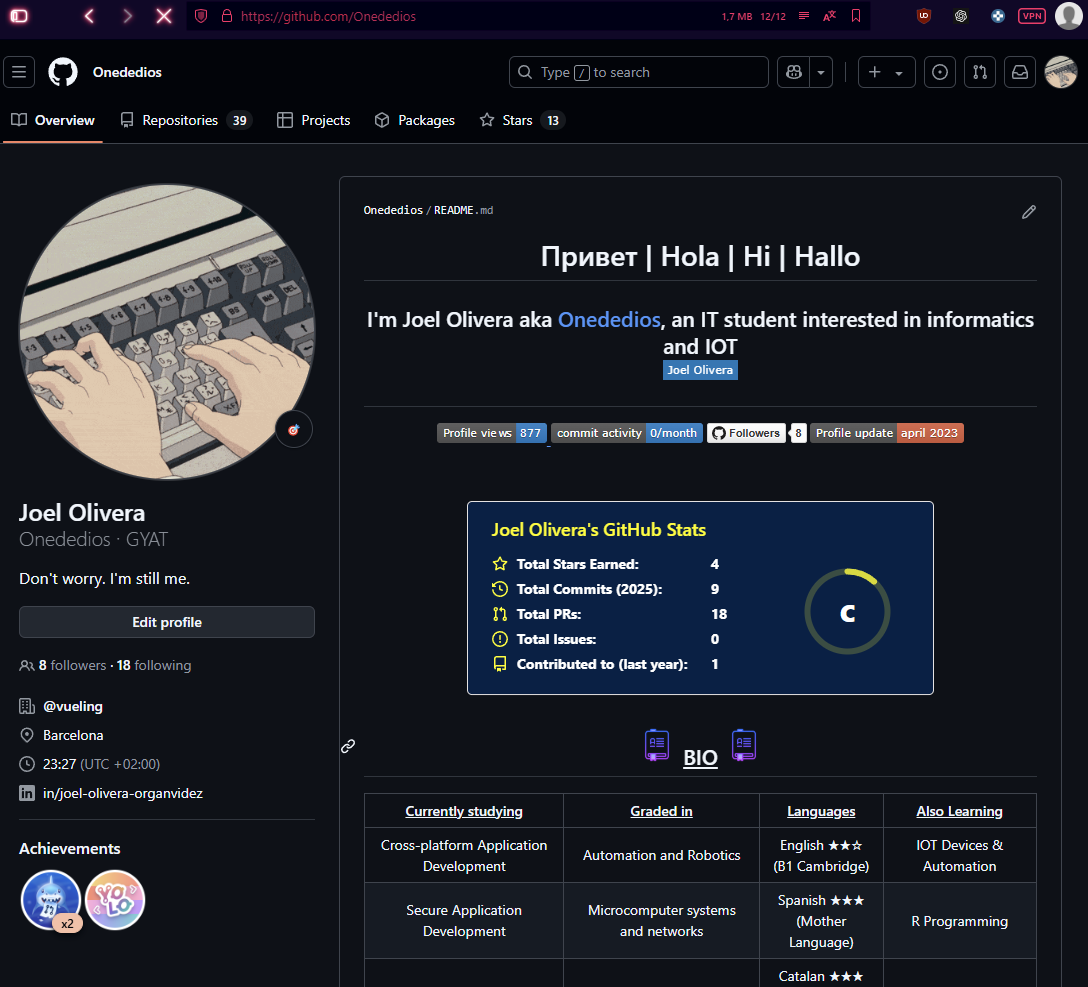 https://github.com/Onededios
1,7 MB 12/12
VPN
Onededios
Type / to search
Overview
Repositories 39
Projects
Packages
Stars 13
Onededios/README.md
Привет | Hola | Hi | Hallo
I'm Joel Olivera aka Onededios, an IT student interested in informatics
and IOT
Joel Olivera
Profile views 877
commit activity 0/month
Followers 8
Profile update april 2023
Joel Olivera's GitHub Stats
Total Stars Earned: 4
Total Commits (2025): 9
Total PRs: 18
Total Issues: 0
Contributed to (last year): 1
C
Joel Olivera
Onededios · GYAT
Don't worry. I'm still me.
Edit profile
8 followers · 18 following
@vueling
Barcelona
23:27 (UTC +02:00)
in/joel-olivera-organvidez
Achievements
x2
YOLO
BIO
Currently studying
Graded in
Languages
Also Learning
Cross-platform Application
Development
Automation and Robotics
English ★★☆
(B1 Cambridge)
IOT Devices &
Automation
Secure Application
Development
Microcomputer systems
and networks
Spanish ★★★
(Mother
Language)
R Programming
Catalan ★★★